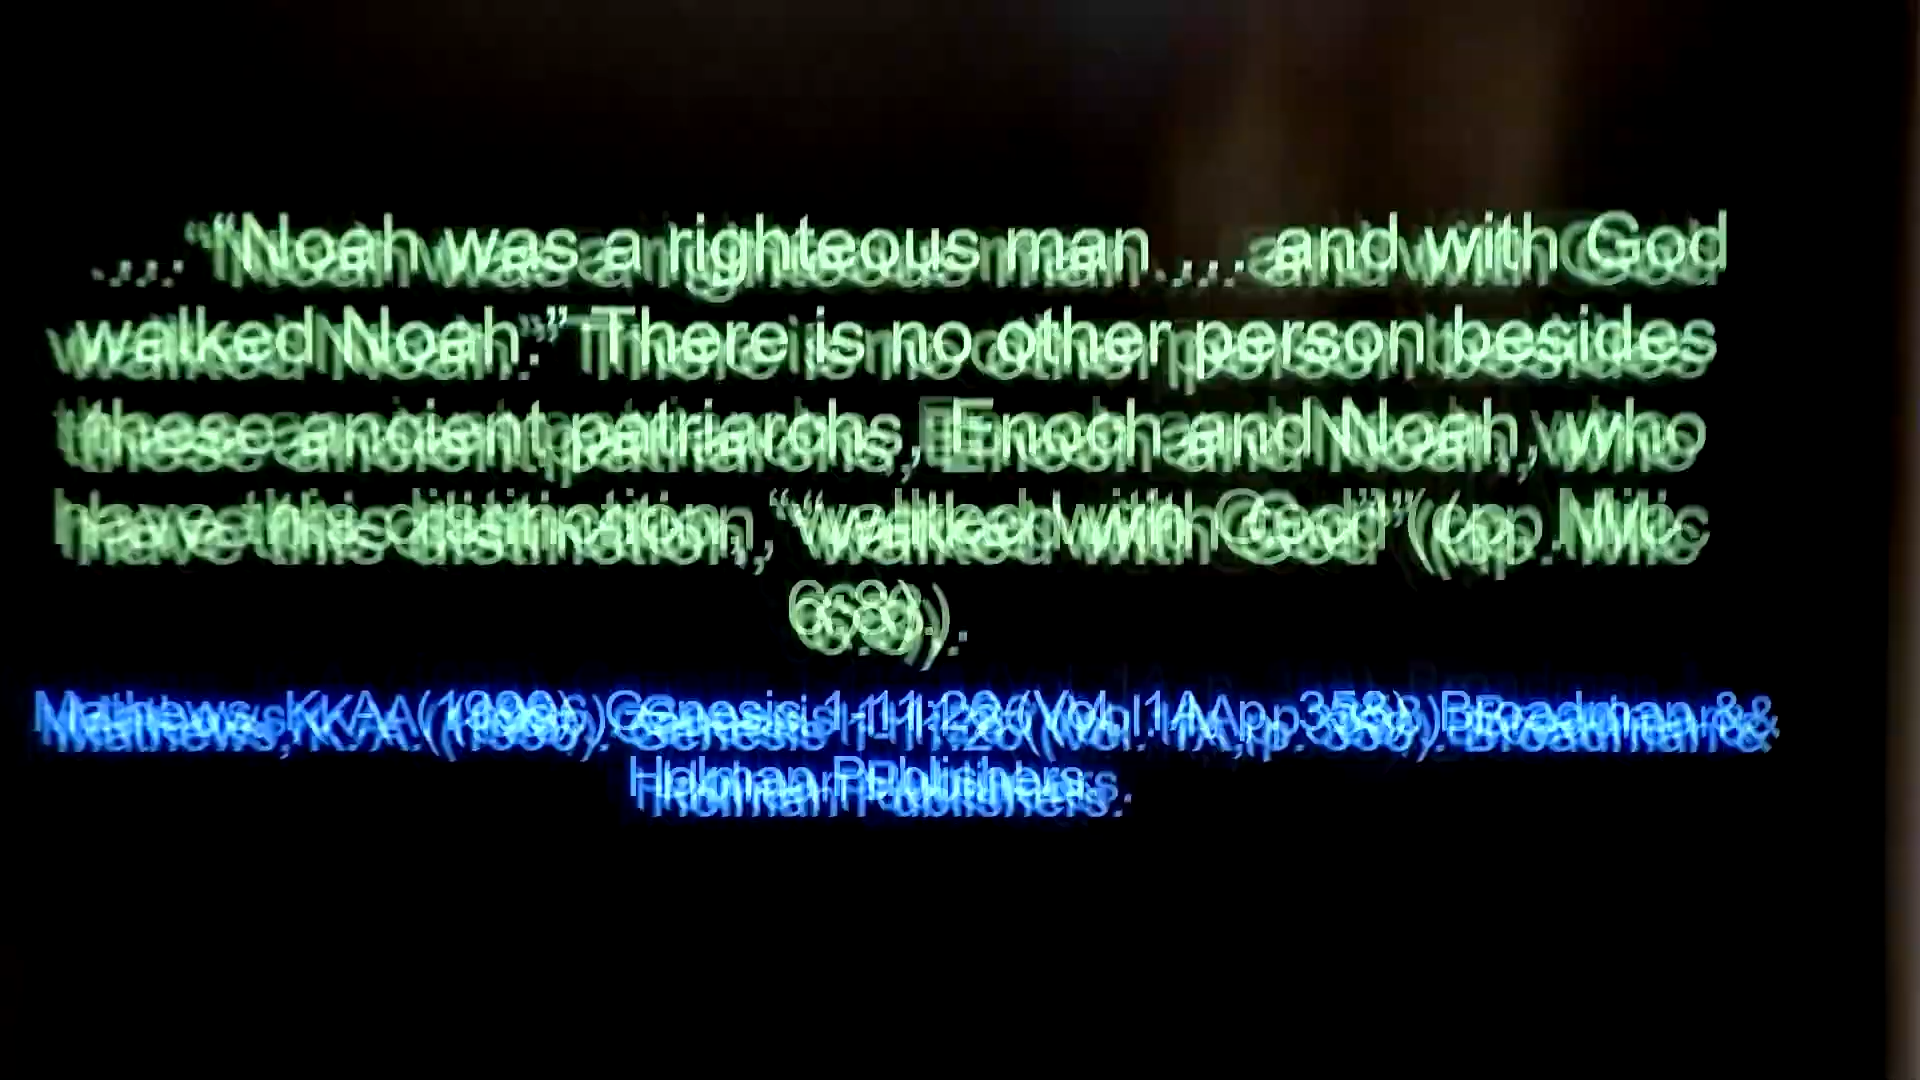 ... “Noah was a righteous man ... and with God
walked Noah.” There is no other person besides
these ancient patriarchs, Enoch and Noah, who
have this distinction, “walked with God” (cp. Mic
6:8).
Mathews, K. A. (1996). Genesis 1-11:26 (Vol. 1A, p. 358). Broadman &
Holman Publishers.